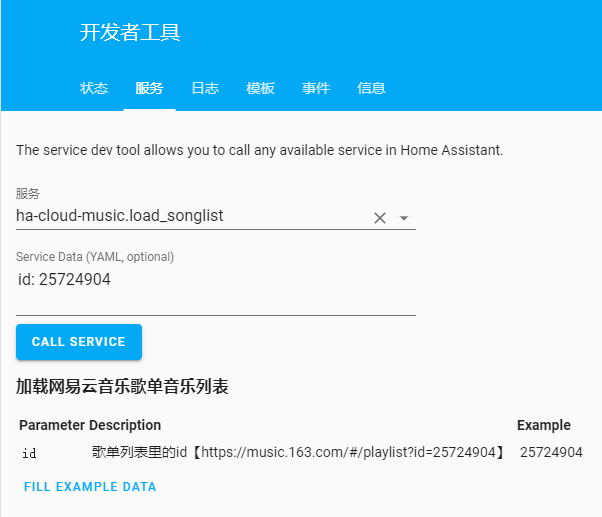 开发者工具
状态 服务 日志 模板 事件 信息
The service dev tool allows you to call any available service in Home Assistant.
服务
ha-cloud-music.load_songlist
Service Data (YAML, optional)
id: 25724904
CALL SERVICE
加载网易云音乐歌单音乐列表
Parameter Description Example
id 歌单列表里的id【https://music.163.com/#/playlist?id=25724904】 25724904
FILL EXAMPLE DATA